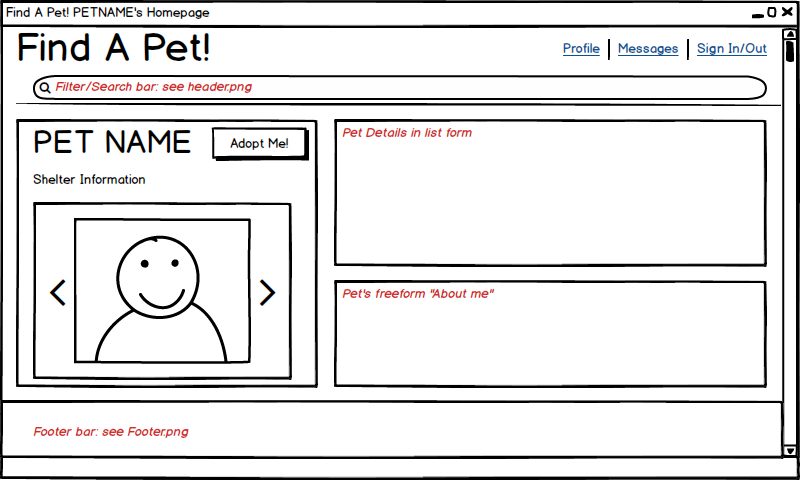 Find A Pet! PETNAME's Homepage
Find A Pet!
Profile
Messages
Sign In/Out
Filter/Search bar: see header.png
PET NAME
Adopt Me!
Shelter Information
Pet Details in list form
Pet's freeform "About me"
Footer bar: see Footer.png